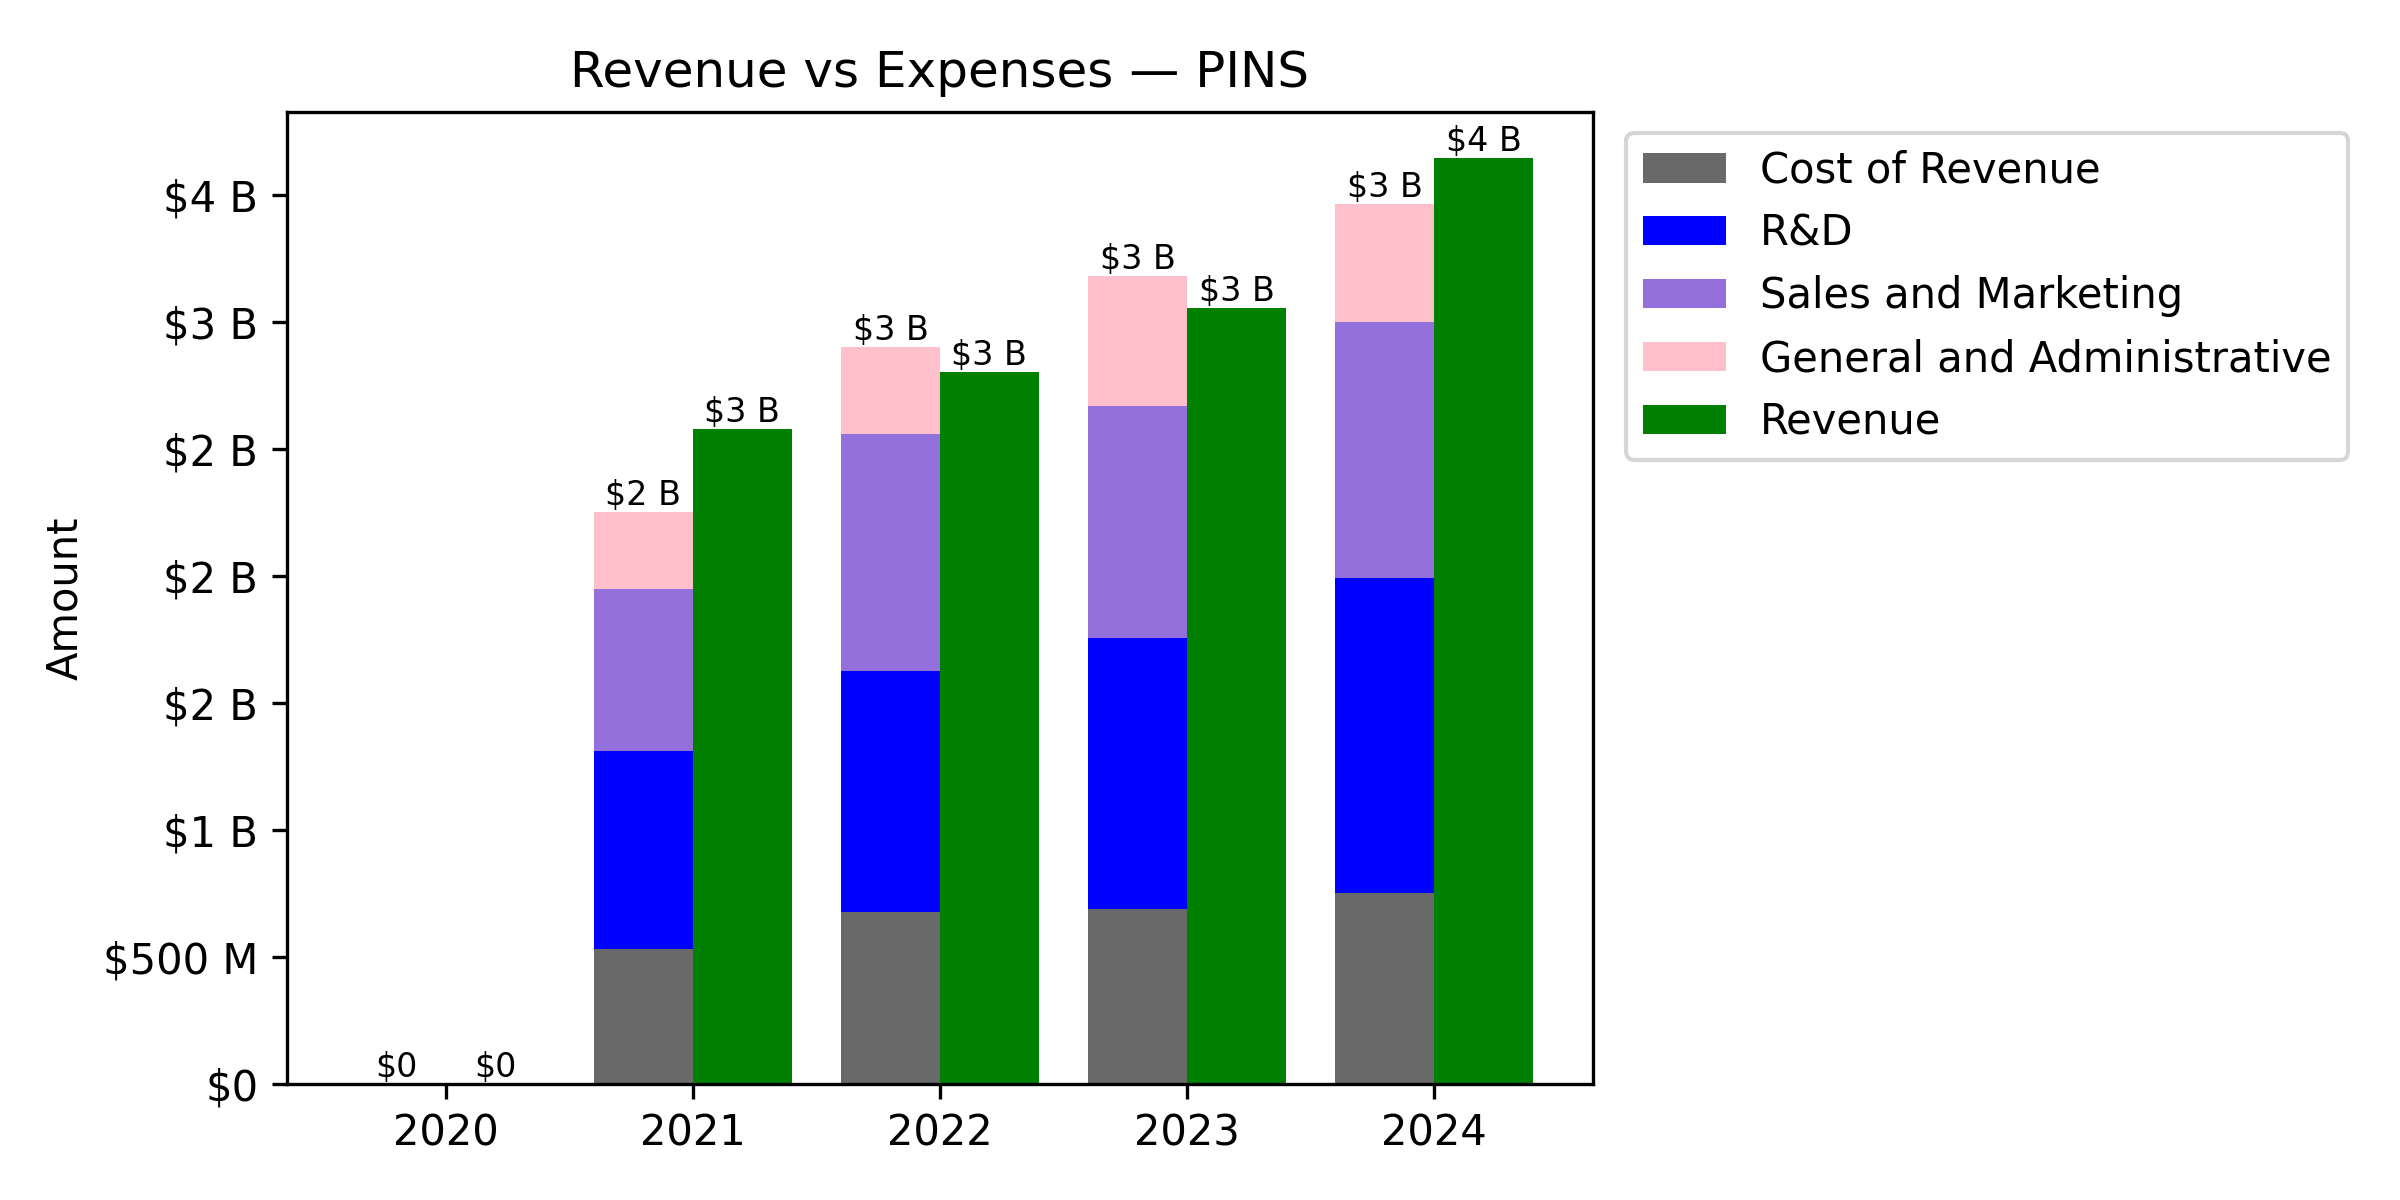 Revenue vs Expenses — PINS
Cost of Revenue
R&D
Sales and Marketing
General and Administrative
Revenue
Amount
$4 B
$3 B
$2 B
$2 B
$2 B
$1 B
$500 M
$0
$0
$0
$2 B
$3 B
$3 B
$3 B
$3 B
$3 B
$3 B
$4 B
2020
2021
2022
2023
2024